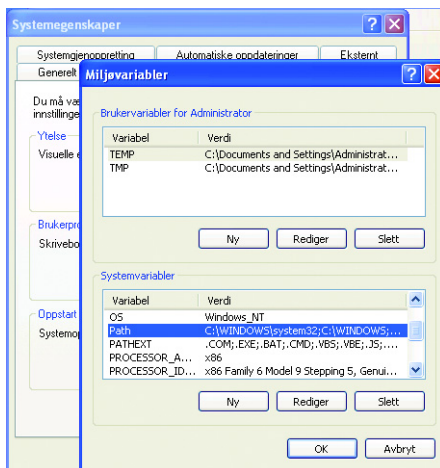 Systemegenskaper
Systemgjenoppretting Automatiske oppdateringer Eksternt
Generelt
Miljøvariabler
Du må væ
innstillinge
Ytelse
Visuelle e
Brukerpro
Skrivebo
Oppstart
Systemop
Brukervariabler for Administrator
Variabel Verdi
TEMP C:\Documents and Settings\Administrat...
TMP C:\Documents and Settings\Administrat...
Ny Rediger Slett
Systemvariabler
Variabel Verdi
OS Windows_NT
Path C:\WINDOWS\system32;C:\WINDOWS;...
PATHEXT .COM;.EXE;.BAT;.CMD;.VBS;.VBE;.JS;....
PROCESSOR_A... x86
PROCESSOR_ID... x86 Family 6 Model 9 Stepping 5, Genui...
Ny Rediger Slett
OK Avbryt